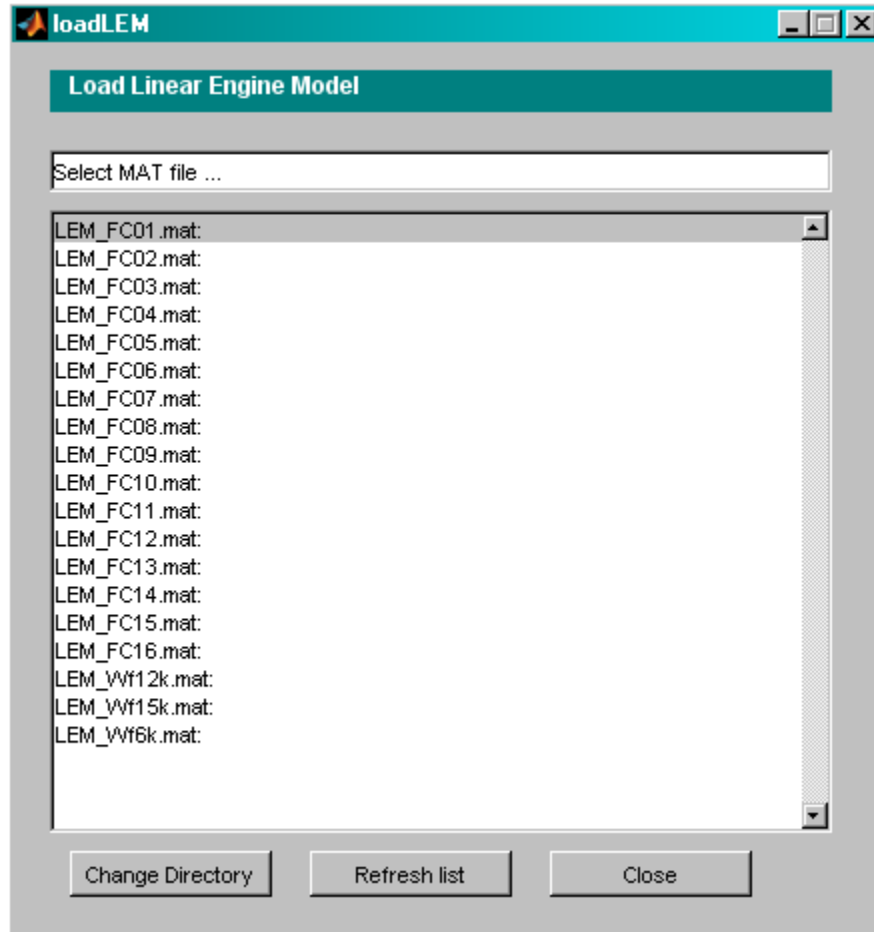 loadLEM
Load Linear Engine Model
Select MAT file ...
LEM_FC01.mat:
LEM_FC02.mat:
LEM_FC03.mat:
LEM_FC04.mat:
LEM_FC05.mat:
LEM_FC06.mat:
LEM_FC07.mat:
LEM_FC08.mat:
LEM_FC09.mat:
LEM_FC10.mat:
LEM_FC11.mat:
LEM_FC12.mat:
LEM_FC13.mat:
LEM_FC14.mat:
LEM_FC15.mat:
LEM_FC16.mat:
LEM_Wf12k.mat:
LEM_Wf15k.mat:
LEM_Wf6k.mat:
Change Directory Refresh list Close